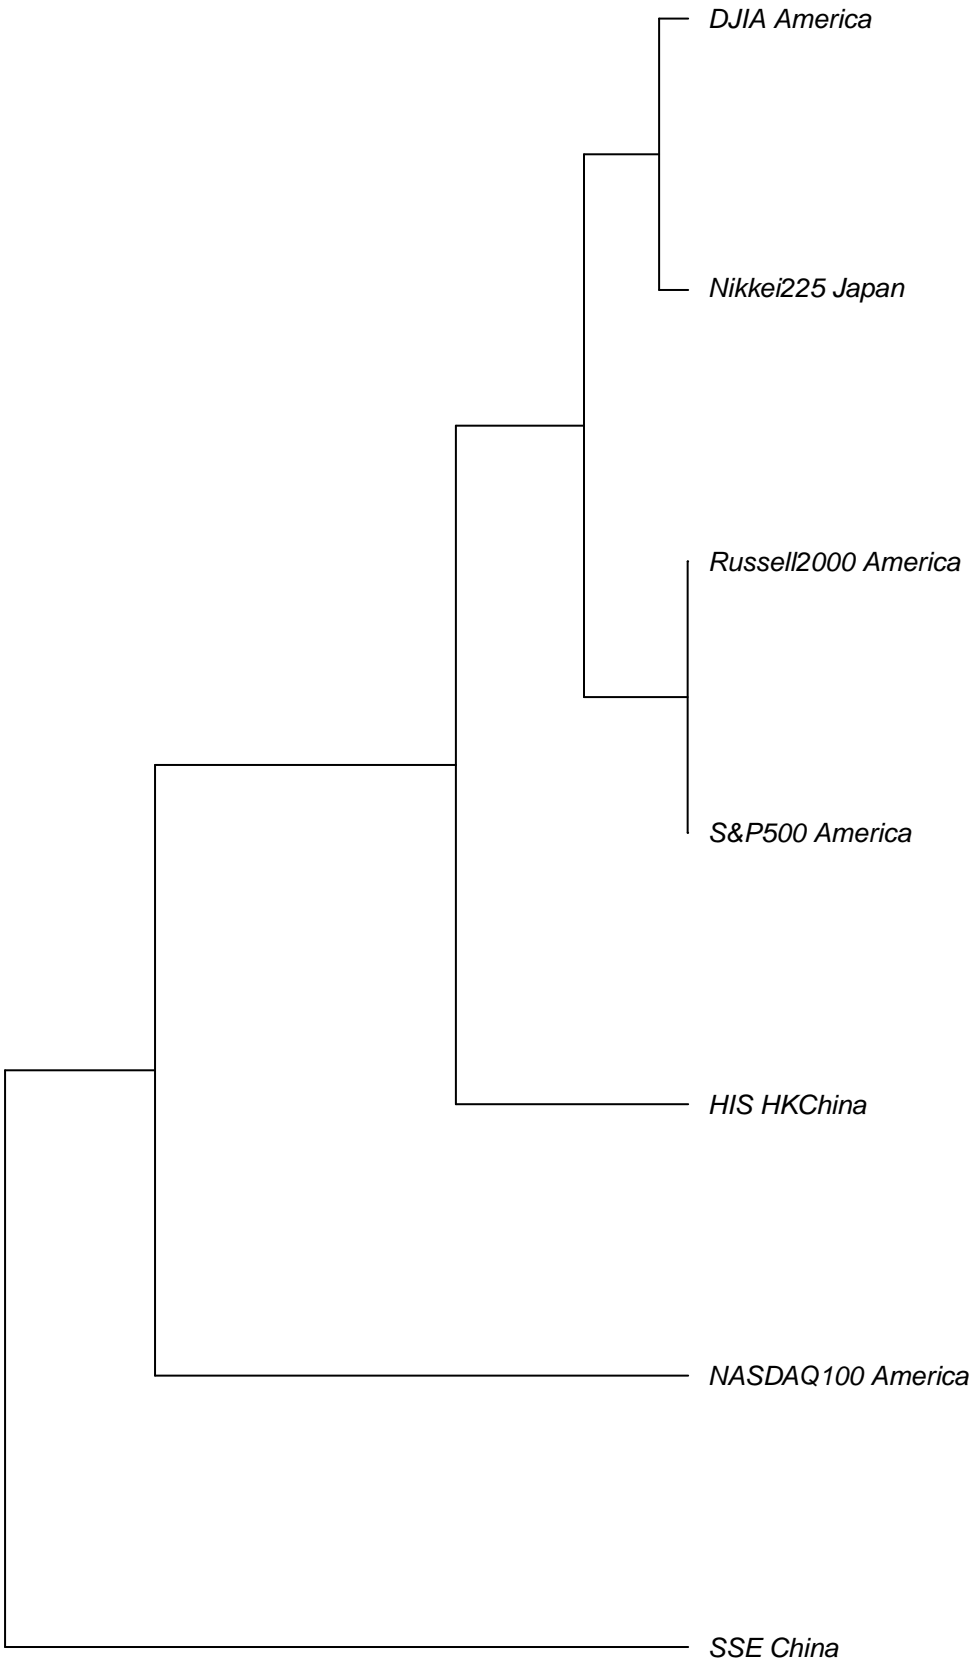 DJIA America
Nikkei225 Japan
Russell2000 America
S&P500 America
HIS HKChina
NASDAQ100 America
SSE China